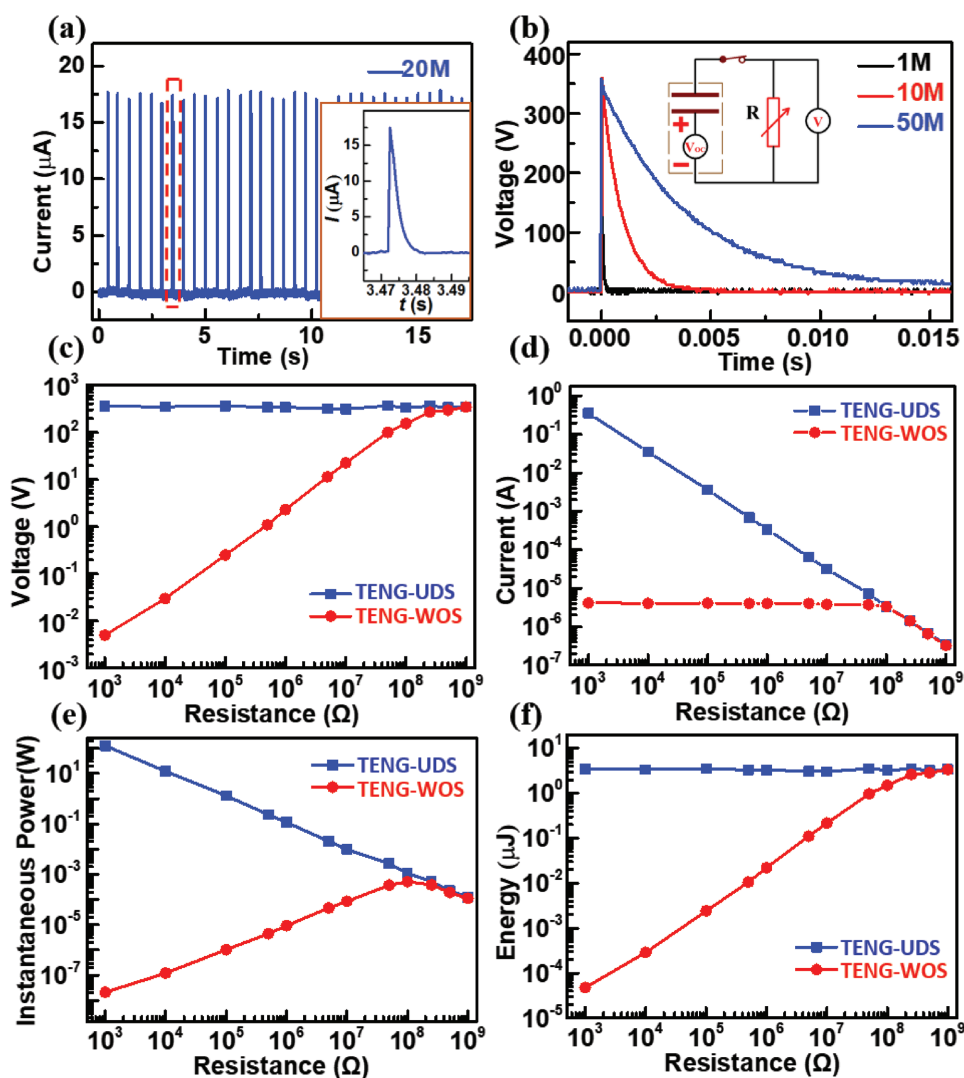 (a)
20M
Current (μA)
20
15
10
5
0
0 5 10 15
Time (s)
I (μA)
15
10
5
0
3.47 3.48 3.49
t (s)
(b)
1M
10M
50M
R
V
Voc
+
−
Voltage (V)
400
300
200
100
0
0.000 0.005 0.010 0.015
Time (s)
(c)
Voltage (V)
10³
10²
10⁰
10⁻¹
10⁻²
10⁻³
TENG-UDS
TENG-WOS
10³ 10⁴ 10⁵ 10⁶ 10⁷ 10⁸ 10⁹
Resistance (Ω)
(d)
Current (A)
10⁰
10⁻¹
10⁻²
10⁻³
10⁻⁴
10⁻⁵
10⁻⁶
10⁻⁷
TENG-UDS
TENG-WOS
10³ 10⁴ 10⁵ 10⁶ 10⁷ 10⁸ 10⁹
Resistance (Ω)
(e)
Instantaneous Power(W)
10¹
10⁻¹
10⁻³
10⁻⁵
10⁻⁷
TENG-UDS
TENG-WOS
10³ 10⁴ 10⁵ 10⁶ 10⁷ 10⁸ 10⁹
Resistance (Ω)
(f)
Energy (μJ)
10¹
10⁰
10⁻¹
10⁻²
10⁻³
10⁻⁴
10⁻⁵
TENG-UDS
TENG-WOS
10³ 10⁴ 10⁵ 10⁶ 10⁷ 10⁸ 10⁹
Resistance (Ω)